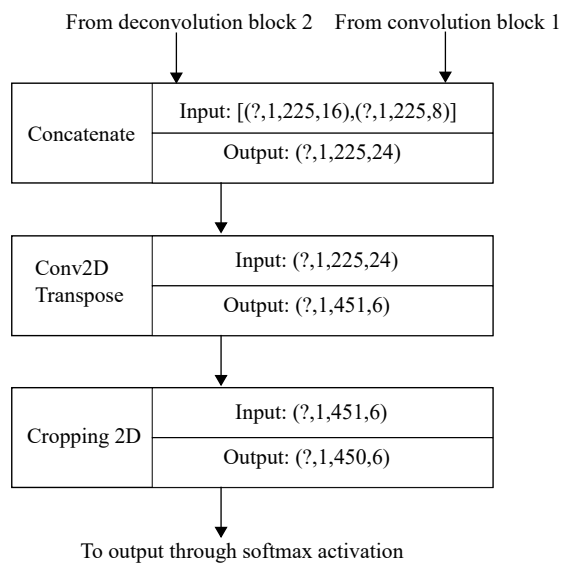 From deconvolution block 2 From convolution block 1
Concatenate
Input: [(?,1,225,16),(?,1,225,8)]
Output: (?,1,225,24)
Conv2D
Transpose
Input: (?,1,225,24)
Output: (?,1,451,6)
Cropping 2D
Input: (?,1,451,6)
Output: (?,1,450,6)
To output through softmax activation